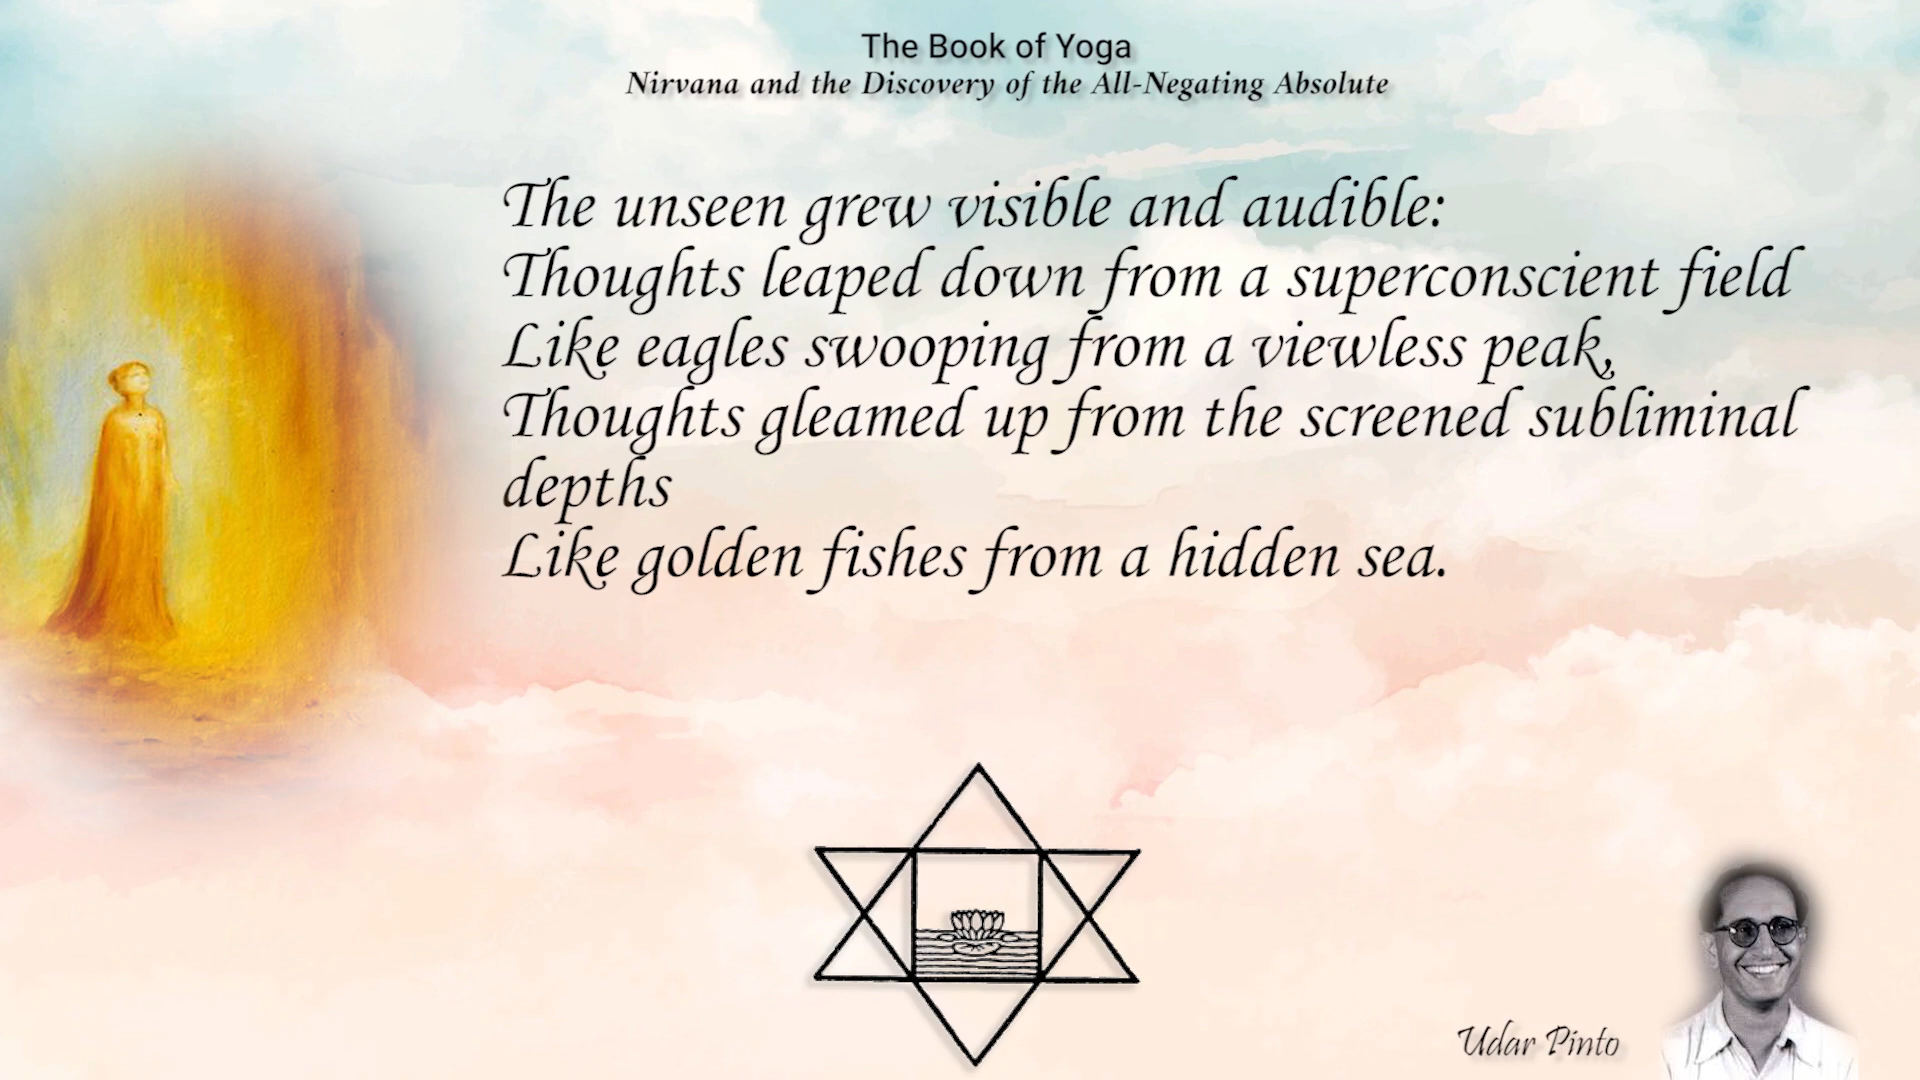 The Book of Yoga
Nirvana and the Discovery of the All-Negating Absolute
The unseen grew visible and audible:
Thoughts leaped down from a superconscient field
Like eagles swooping from a viewless peak,
Thoughts gleamed up from the screened subliminal
depths
Like golden fishes from a hidden sea.
Udar Pinto